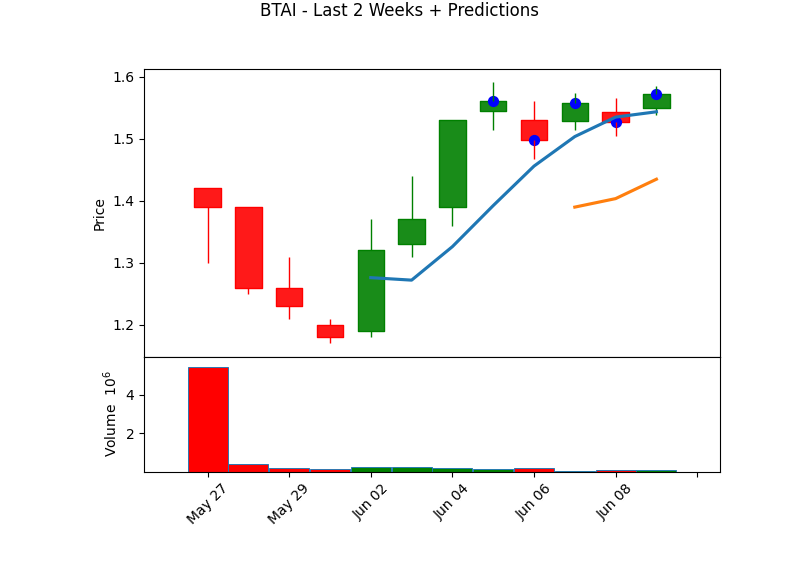 BTAI - Last 2 Weeks + Predictions
1.6
1.5
1.4
1.3
1.2
Price
4
2
Volume 10^6
May 27
May 29
Jun 02
Jun 04
Jun 06
Jun 08